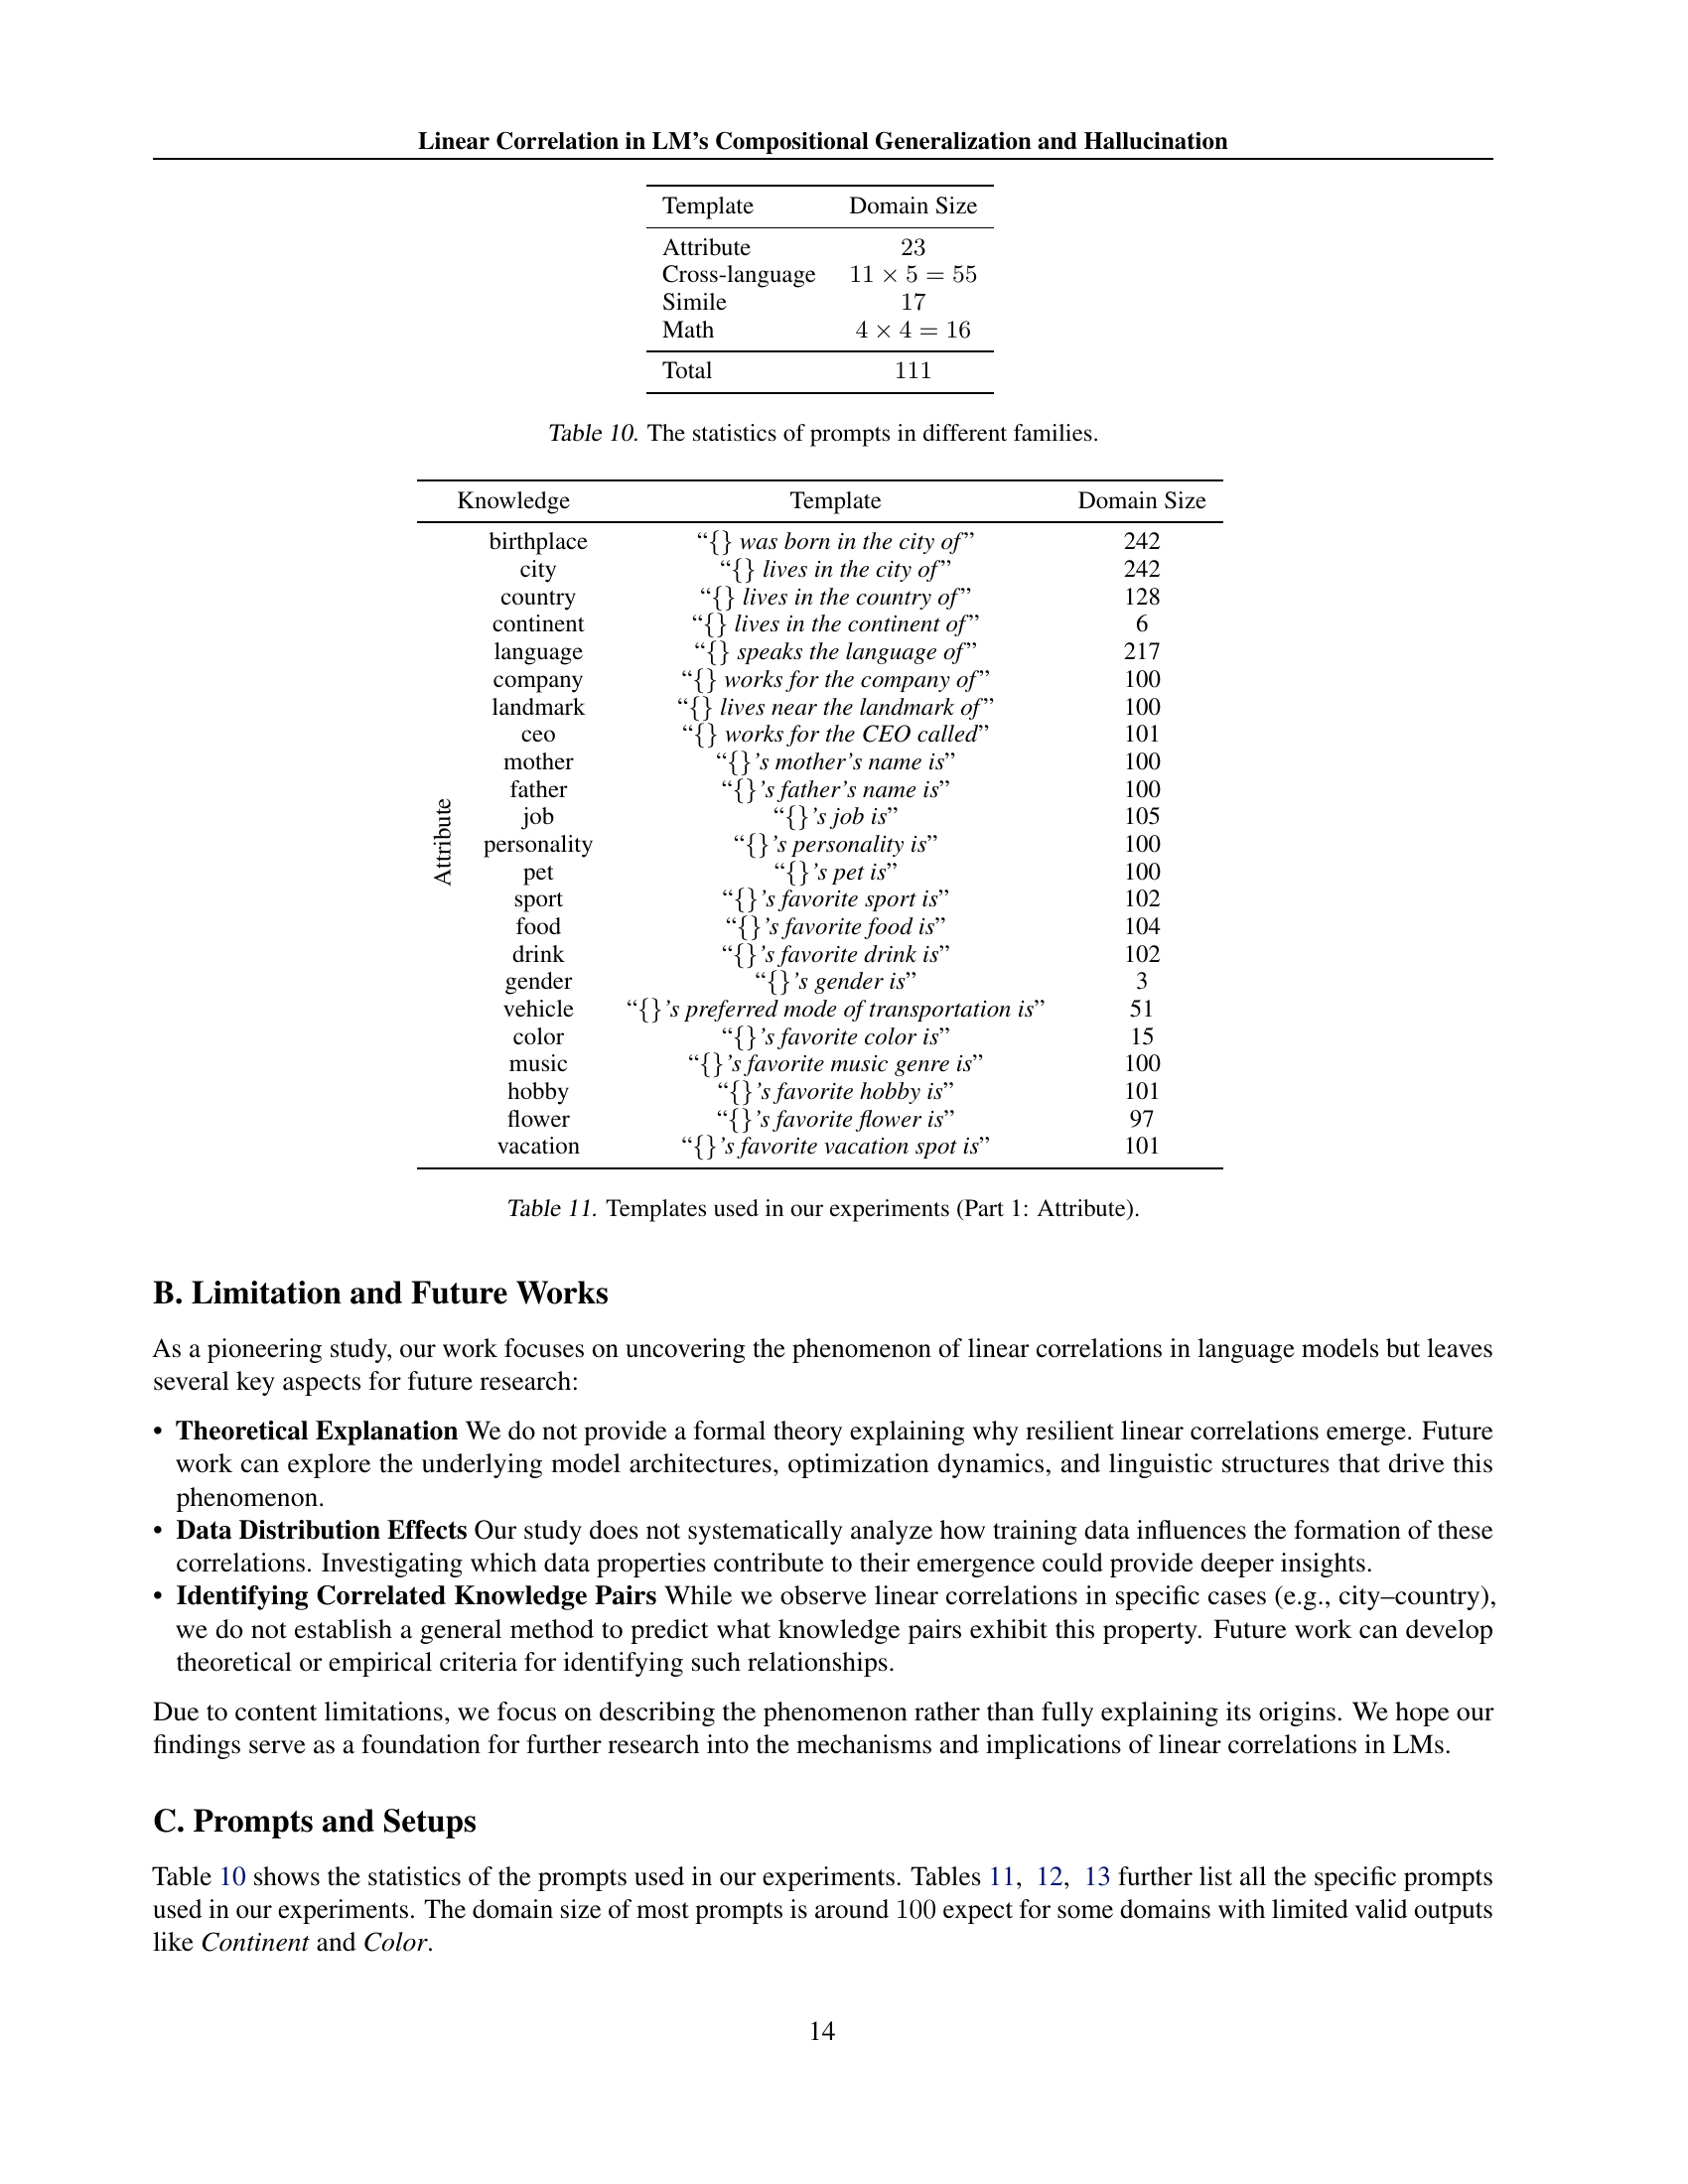 Linear Correlation in LM's Compositional Generalization and Hallucination
Template Domain Size
Attribute 23
Cross-language 11 × 5 = 55
Simile 17
Math 4 × 4 = 16
Total 111
Table 10. The statistics of prompts in different families.
Knowledge Template Domain Size
Attribute
birthplace “{} was born in the city of” 242
city “{} lives in the city of” 242
country “{} lives in the country of” 128
continent “{} lives in the continent of” 6
language “{} speaks the language of” 217
company “{} works for the company of” 100
landmark “{} lives near the landmark of” 100
ceo “{} works for the CEO called” 101
mother “{}’s mother’s name is” 100
father “{}’s father’s name is” 100
job “{}’s job is” 105
personality “{}’s personality is” 100
pet “{}’s pet is” 100
sport “{}’s favorite sport is” 102
food “{}’s favorite food is” 104
drink “{}’s favorite drink is” 102
gender “{}’s gender is” 3
vehicle “{}’s preferred mode of transportation is” 51
color “{}’s favorite color is” 15
music “{}’s favorite music genre is” 100
hobby “{}’s favorite hobby is” 101
flower “{}’s favorite flower is” 97
vacation “{}’s favorite vacation spot is” 101
Table 11. Templates used in our experiments (Part 1: Attribute).
B. Limitation and Future Works
As a pioneering study, our work focuses on uncovering the phenomenon of linear correlations in language models but leaves
several key aspects for future research:
• Theoretical Explanation We do not provide a formal theory explaining why resilient linear correlations emerge. Future
work can explore the underlying model architectures, optimization dynamics, and linguistic structures that drive this
phenomenon.
• Data Distribution Effects Our study does not systematically analyze how training data influences the formation of these
correlations. Investigating which data properties contribute to their emergence could provide deeper insights.
• Identifying Correlated Knowledge Pairs While we observe linear correlations in specific cases (e.g., city–country),
we do not establish a general method to predict what knowledge pairs exhibit this property. Future work can develop
theoretical or empirical criteria for identifying such relationships.
Due to content limitations, we focus on describing the phenomenon rather than fully explaining its origins. We hope our
findings serve as a foundation for further research into the mechanisms and implications of linear correlations in LMs.
C. Prompts and Setups
Table 10 shows the statistics of the prompts used in our experiments. Tables 11, 12, 13 further list all the specific prompts
used in our experiments. The domain size of most prompts is around 100 expect for some domains with limited valid outputs
like Continent and Color.
14